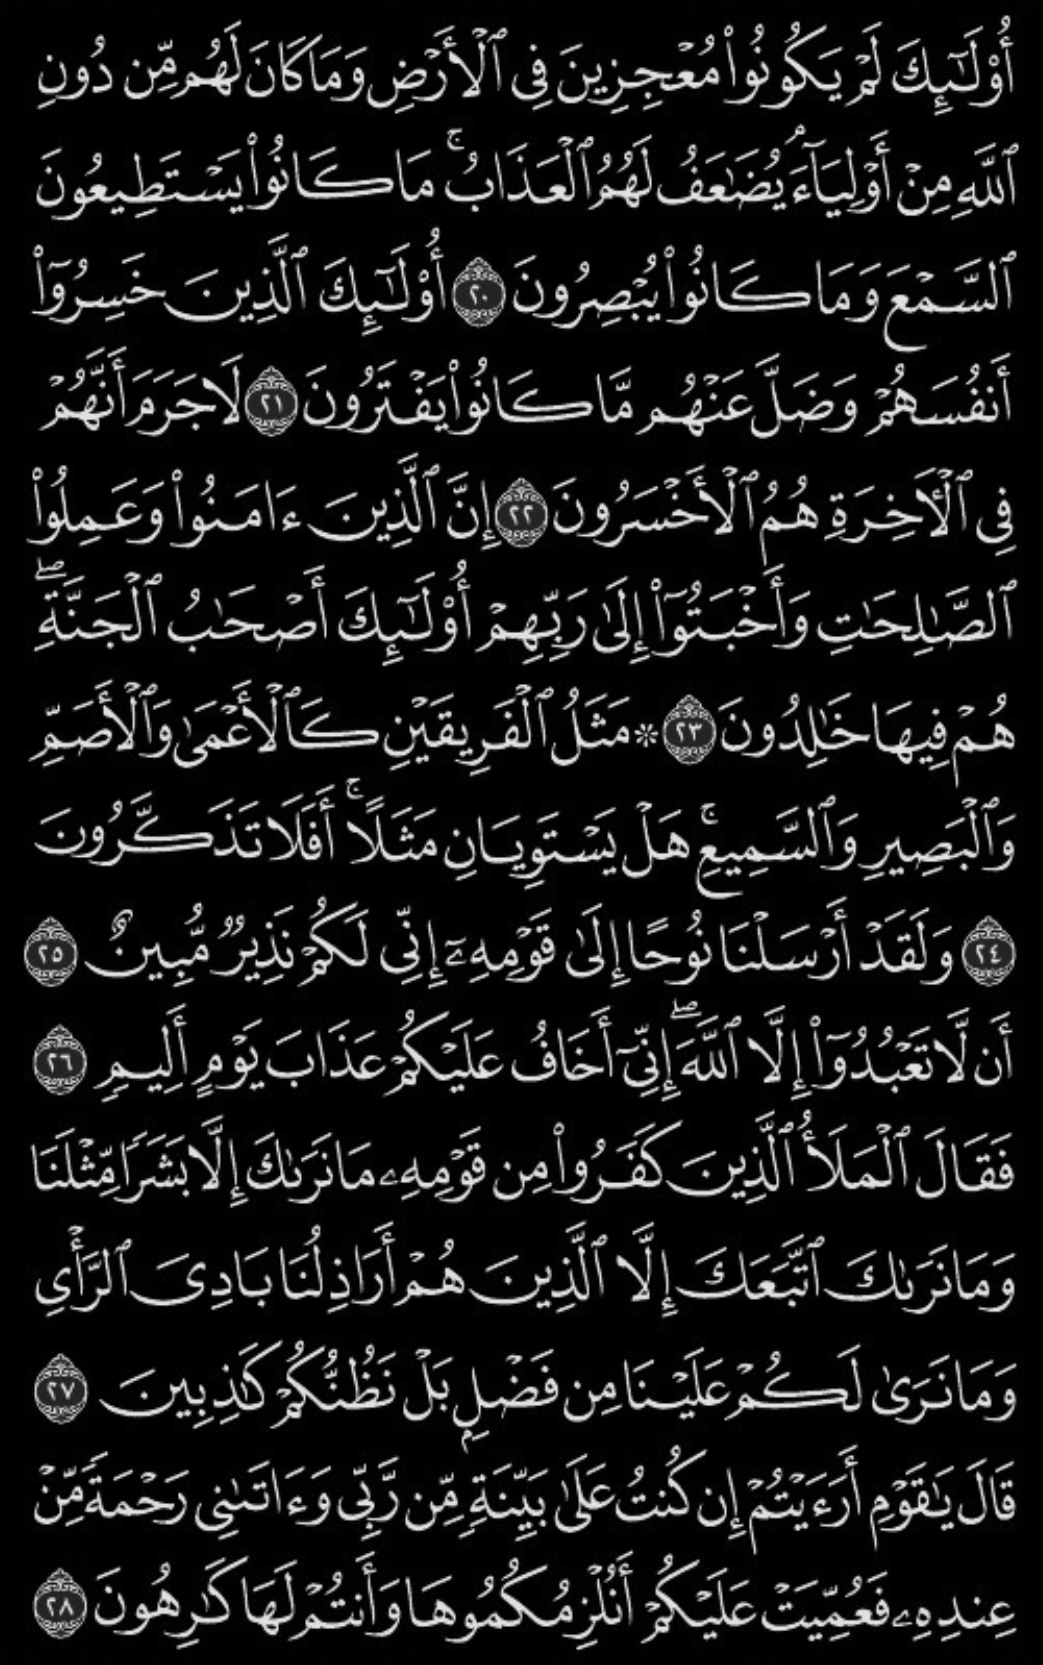 أُوْلَـٰٓئِكَ لَمۡ يَكُونُواْ مُعۡجِزِينَ فِي ٱلۡأَرۡضِ وَمَا كَانَ لَهُم مِّن دُونِ
ٱللَّهِ مِنۡ أَوۡلِيَآءَۘ يُضَٰعَفُ لَهُمُ ٱلۡعَذَابُۚ مَا كَانُواْ يَسۡتَطِيعُونَ
ٱلسَّمۡعَ وَمَا كَانُواْ يُبۡصِرُونَ ٢٠ أُوْلَـٰٓئِكَ ٱلَّذِينَ خَسِرُوٓاْ
أَنفُسَهُمۡ وَضَلَّ عَنۡهُم مَّا كَانُواْ يَفۡتَرُونَ ٢١ لَا جَرَمَ أَنَّهُمۡ
فِي ٱلۡأٓخِرَةِ هُمُ ٱلۡأَخۡسَرُونَ ٢٢ إِنَّ ٱلَّذِينَ ءَامَنُواْ وَعَمِلُواْ
ٱلصَّـٰلِحَٰتِ وَأَخۡبَتُوٓاْ إِلَىٰ رَبِّهِمۡ أُوْلَـٰٓئِكَ أَصۡحَٰبُ ٱلۡجَنَّةِۖ
هُمۡ فِيهَا خَٰلِدُونَ ٢٣ ۞ مَثَلُ ٱلۡفَرِيقَيۡنِ كَٱلۡأَعۡمَىٰ وَٱلۡأَصَمِّ
وَٱلۡبَصِيرِ وَٱلسَّمِيعِۚ هَلۡ يَسۡتَوِيَانِ مَثَلًاۚ أَفَلَا تَذَكَّرُونَ
٢٤ وَلَقَدۡ أَرۡسَلۡنَا نُوحًا إِلَىٰ قَوۡمِهِۦٓ إِنِّي لَكُمۡ نَذِيرٞ مُّبِينٌ ٢٥
أَن لَّا تَعۡبُدُوٓاْ إِلَّا ٱللَّهَۖ إِنِّيٓ أَخَافُ عَلَيۡكُمۡ عَذَابَ يَوۡمٍ أَلِيمٖ ٢٦
فَقَالَ ٱلۡمَلَأُ ٱلَّذِينَ كَفَرُواْ مِن قَوۡمِهِۦ مَا نَرَىٰكَ إِلَّا بَشَرٗا مِّثۡلَنَا
وَمَا نَرَىٰكَ ٱتَّبَعَكَ إِلَّا ٱلَّذِينَ هُمۡ أَرَاذِلُنَا بَادِيَ ٱلرَّأۡيِ
وَمَا نَرَىٰ لَكُمۡ عَلَيۡنَا مِن فَضۡلِۭ بَلۡ نَظُنُّكُمۡ كَٰذِبِينَ ٢٧
قَالَ يَٰقَوۡمِ أَرَءَيۡتُمۡ إِن كُنتُ عَلَىٰ بَيِّنَةٖ مِّن رَّبِّي وَءَاتَىٰنِي رَحۡمَةٗ مِّنۡ
عِندِهِۦ فَعُمِّيَتۡ عَلَيۡكُمۡ أَنُلۡزِمُكُمُوهَا وَأَنتُمۡ لَهَا كَٰرِهُونَ ٢٨